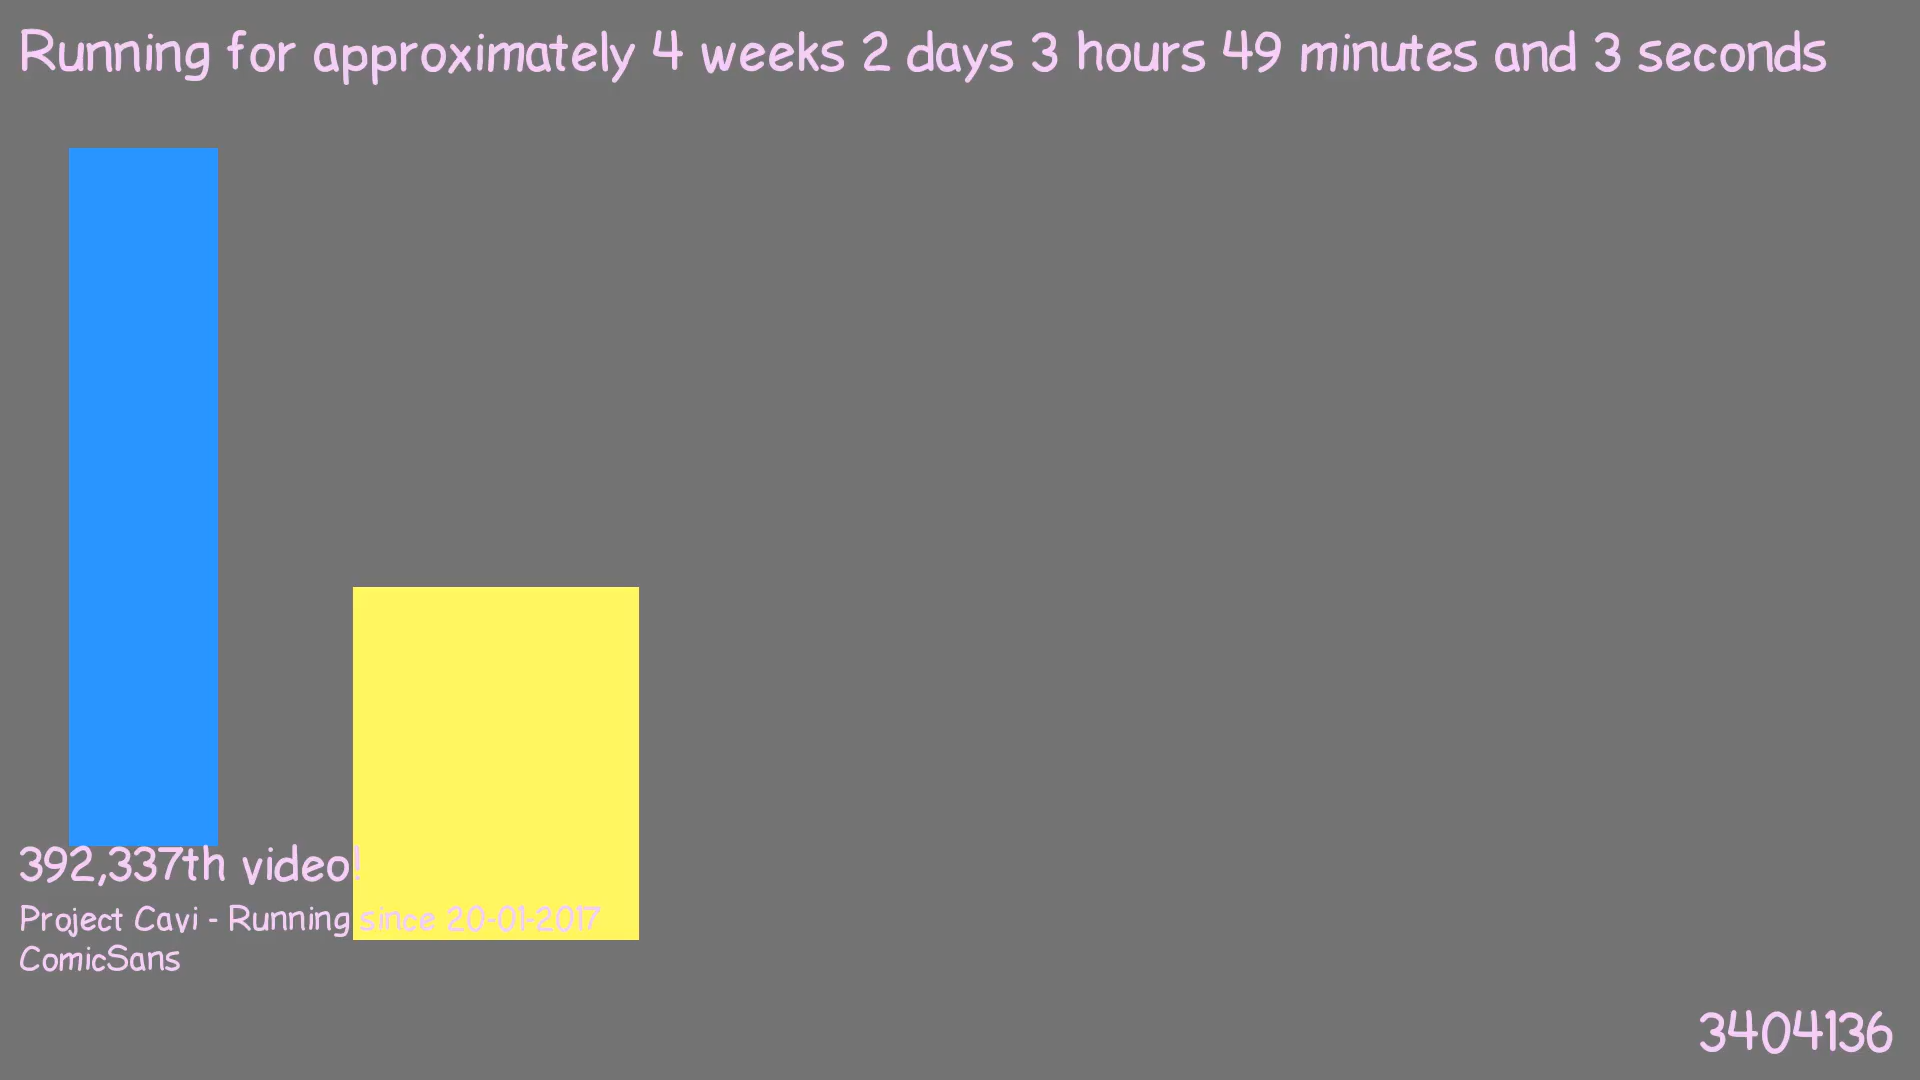 Running for approximately 4 weeks 2 days 3 hours 49 minutes and 3 seconds
392,337th video!
Project Cavi - Running since 20-01-2017
ComicSans
3404136